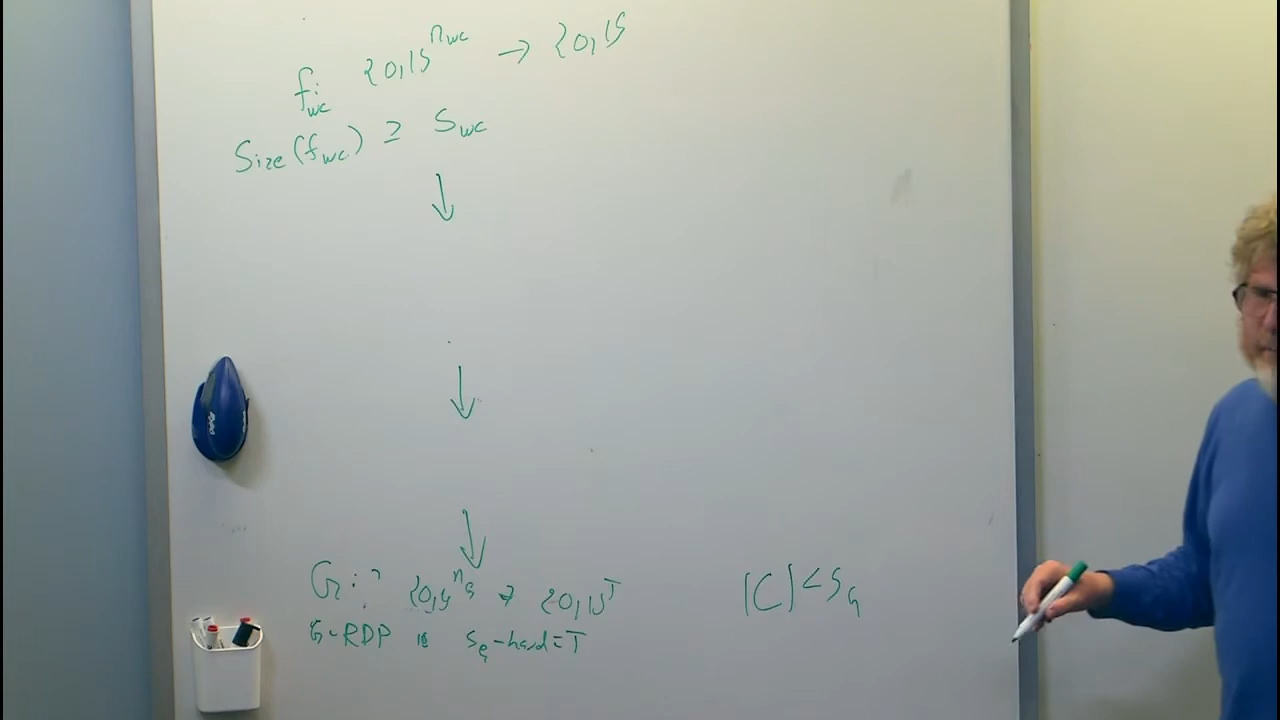 f_wc: {0,1}^n_wc → {0,1}
Size(f_wc) ≥ S_wc
↓
↓
↓
G: ? {0,1}^n_G → {0,1}^T
|C| < S_G
G-RDP is S_G-hard = T
EXPO